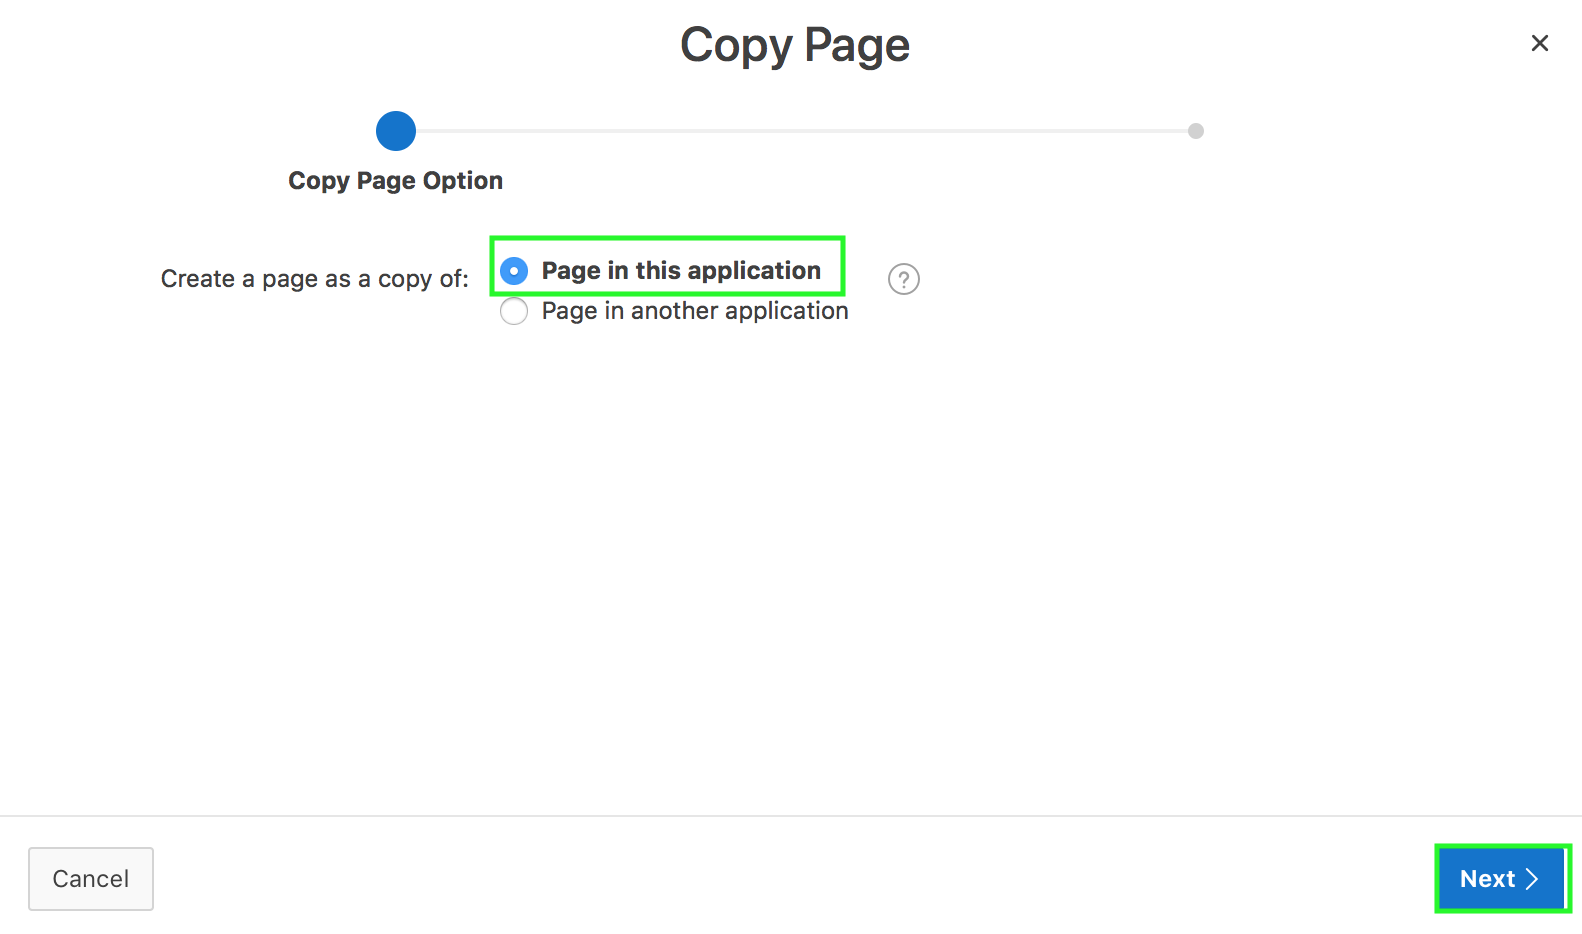 Copy Page
Copy Page Option
Create a page as a copy of:
Page in this application
?
Page in another application
Cancel
Next